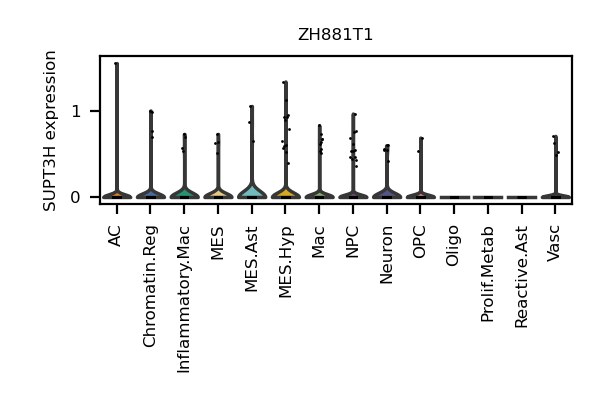 ZH881T1
SUPT3H expression
1
0
AC
Chromatin.Reg
Inflammatory.Mac
MES
MES.Ast
MES.Hyp
Mac
NPC
Neuron
OPC
Oligo
Prolif.Metab
Reactive.Ast
Vasc